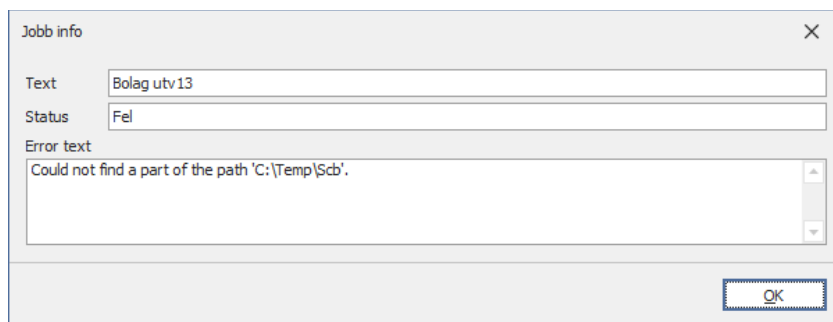 Jobb info
Text Bolag utv13
Status Fel
Error text
Could not find a part of the path 'C:\Temp\Scb'.
OK